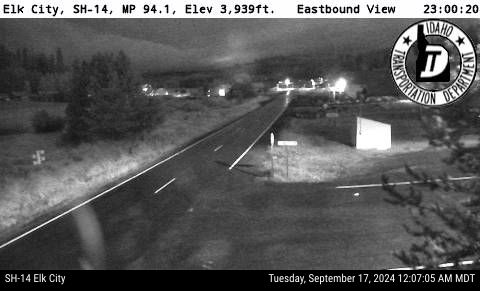 Elk City, SH-14, MP 94.1, Elev 3,939ft. Eastbound View 23:00:20
IDAHO
TRANSPORTATION DEPARTMENT
SH-14 Elk City Tuesday, September 17, 2024 12:07:05 AM MDT